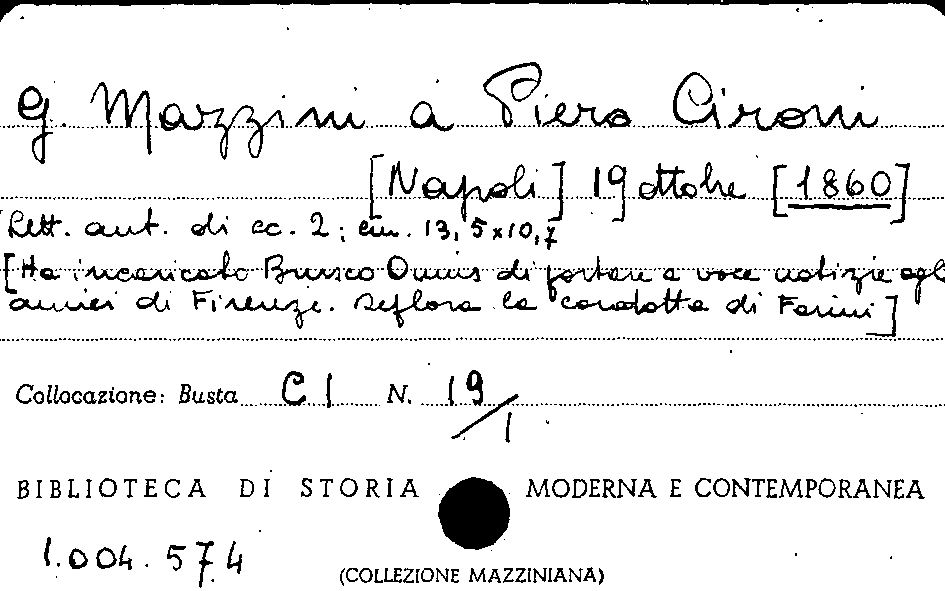 G. Mazzini a Piero Cironi
[Napoli] 19 ottobre [1860]
Lett. aut. di cc. 2; cm. 13,5x10,7
[Ha incaricato Brusco Omnis di portare a voce notizie agli
amici di Firenze. Deplora la condotta di Farini]
Collocazione: Busta C I N. 19/1
BIBLIOTECA DI STORIA MODERNA E CONTEMPORANEA
1.004.574
(COLLEZIONE MAZZINIANA)